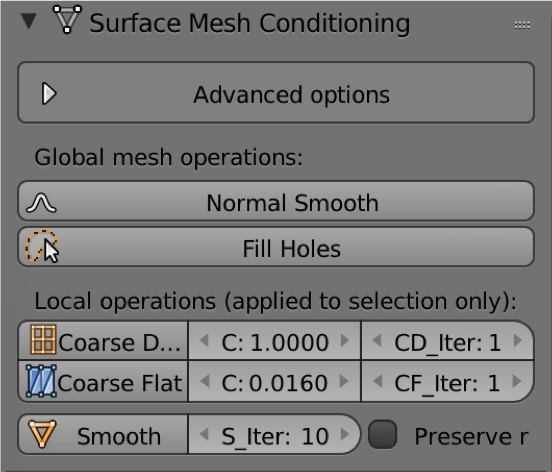 Surface Mesh Conditioning
Advanced options
Global mesh operations:
Normal Smooth
Fill Holes
Local operations (applied to selection only):
Coarse D... C: 1.0000 CD_Iter: 1
Coarse Flat C: 0.0160 CF_Iter: 1
Smooth S_Iter: 10 Preserve r